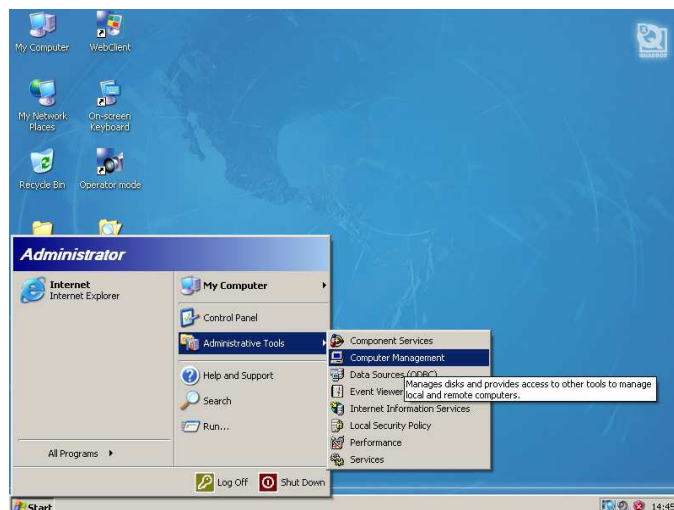 My Computer
WebClient
My Network
Places
On-screen
Keyboard
Recycle Bin
Operator mode
QUADROX
Administrator
Internet
Internet Explorer
My Computer
Control Panel
Administrative Tools
Help and Support
Search
Run...
All Programs
Log Off
Shut Down
Component Services
Computer Management
Data Sources (ODBC)
Event Viewer
Manages disks and provides access to other tools to manage
local and remote computers.
Internet Information Services
Local Security Policy
Performance
Services
Start
14:45